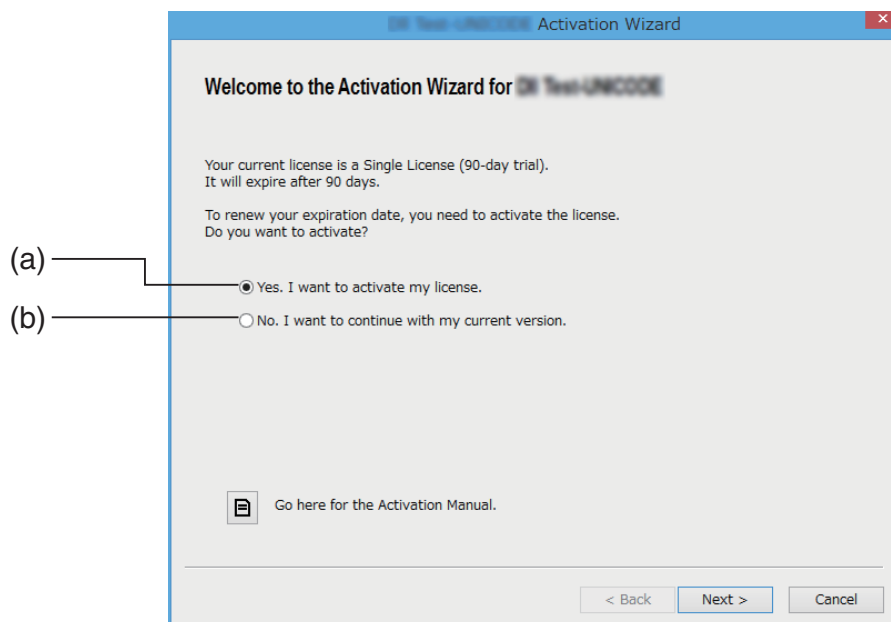 Activation Wizard
Welcome to the Activation Wizard for
Your current license is a Single License (90-day trial).
It will expire after 90 days.
To renew your expiration date, you need to activate the license.
Do you want to activate?
(a)
Yes. I want to activate my license.
(b)
No. I want to continue with my current version.
Go here for the Activation Manual.
< Back
Next >
Cancel